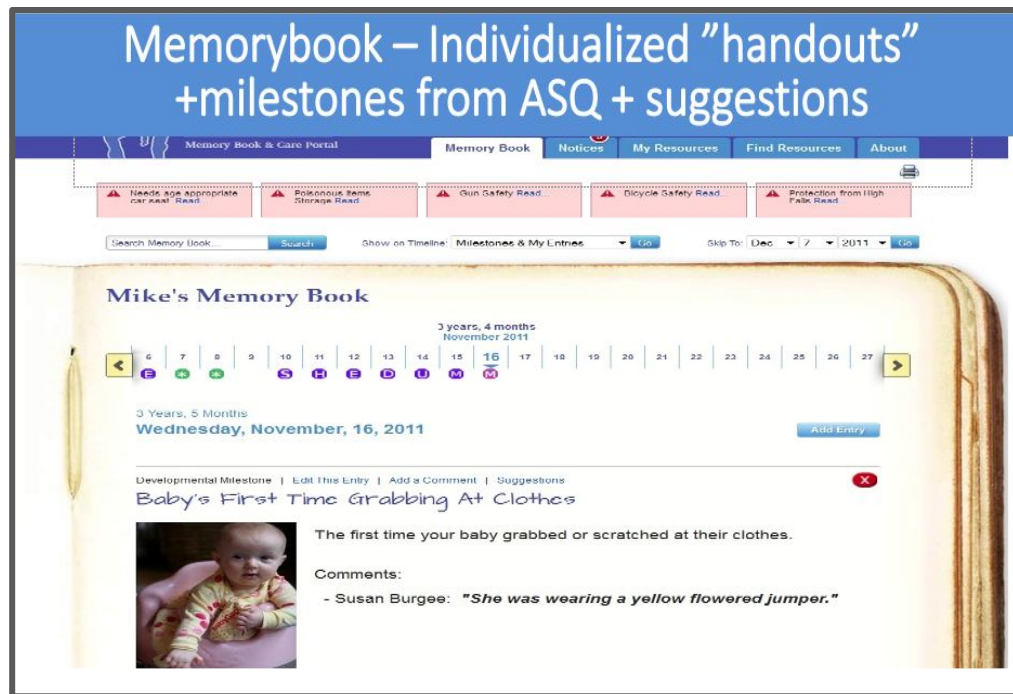 Memorybook – Individualized ”handouts”
+milestones from ASQ + suggestions
Memory Book & Care Portal
Memory Book Notices My Resources Find Resources About
Needs age appropriate
car seat Read
Poisonous Items
Storage Read
Gun Safety Read...
Bicycle Safety Read...
Protection from High
Falls Read
Search Memory Book... Search Show on Timeline: Milestones & My Entries Go Skip To: Dec 7 2011 Go
Mike's Memory Book
3 years, 4 months
November 2011
6 7 8 9 10 11 12 13 14 15 16 17 18 19 20 21 22 23 24 25 26 27
E * * S H E D U M M
3 Years, 5 Months
Wednesday, November, 16, 2011
Add Entry
Developmental Milestone | Edit This Entry | Add a Comment | Suggestions
X
Baby's First Time Grabbing At Clothes
The first time your baby grabbed or scratched at their clothes.
Comments:
- Susan Burgee: "She was wearing a yellow flowered jumper."